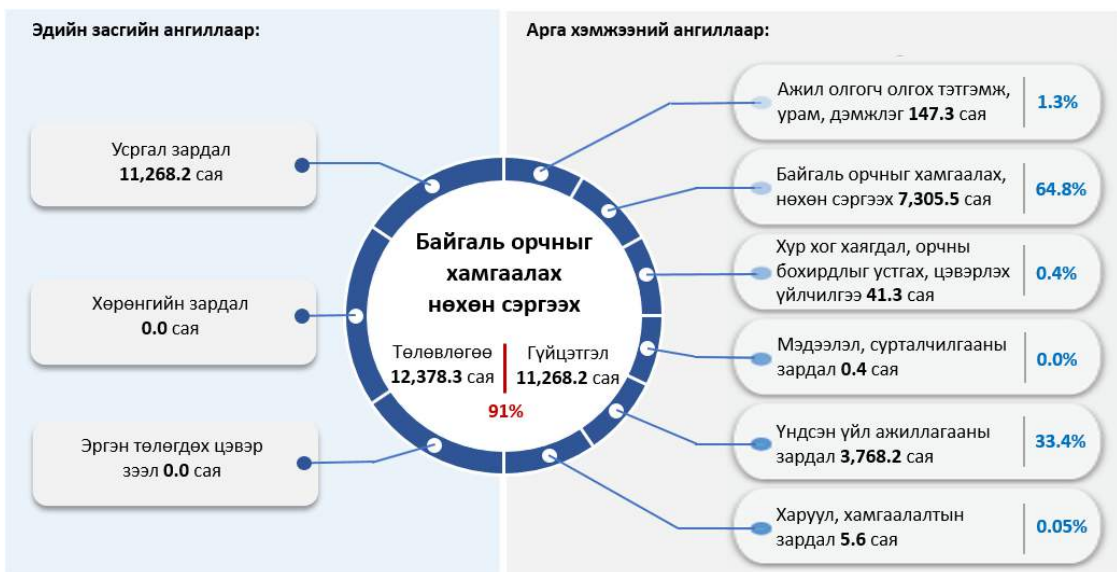 Эдийн засгийн ангиллаар:
Усргал зардал
11,268.2 сая
Хөрөнгийн зардал
0.0 сая
Эргэн төлөгдөх цэвэр
зээл 0.0 сая
Байгаль орчныг
хамгаалах
нөхөн сэргээх
Төлөвлөгөө
12,378.3 сая
Гүйцэтгэл
11,268.2 сая
91%
Арга хэмжээний ангиллаар:
Ажил олгогч олгох тэтгэмж,
урам, дэмжлэг 147.3 сая
1.3%
Байгаль орчныг хамгаалах,
нөхөн сэргээх 7,305.5 сая
64.8%
Хур хог хаягдал, орчны
бохирдлыг устгах, цэвэрлэх
үйлчилгээ 41.3 сая
0.4%
Мэдээлэл, сурталчилгааны
зардал 0.4 сая
0.0%
Үндсэн үйл ажиллагааны
зардал 3,768.2 сая
33.4%
Харуул, хамгаалалтын
зардал 5.6 сая
0.05%